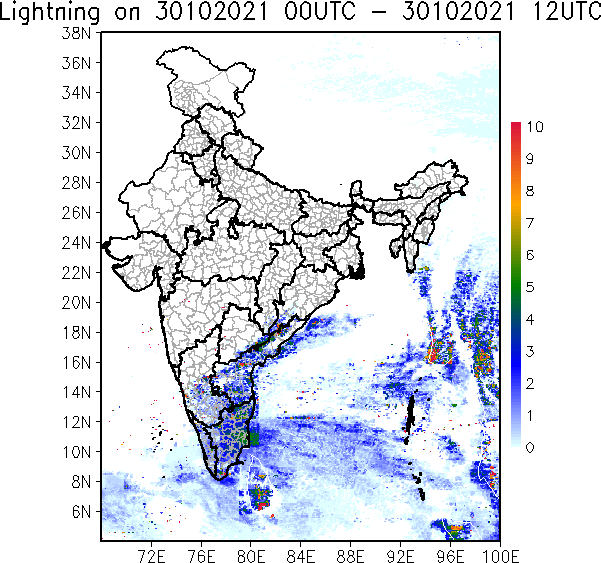 Lightning on 30102021 00UTC – 30102021 12UTC
38N
36N
34N
32N
30N
28N
26N
24N
22N
20N
18N
16N
14N
12N
10N
8N
6N
72E 76E 80E 84E 88E 92E 96E 100E
10
9
8
7
6
5
4
3
2
1
0